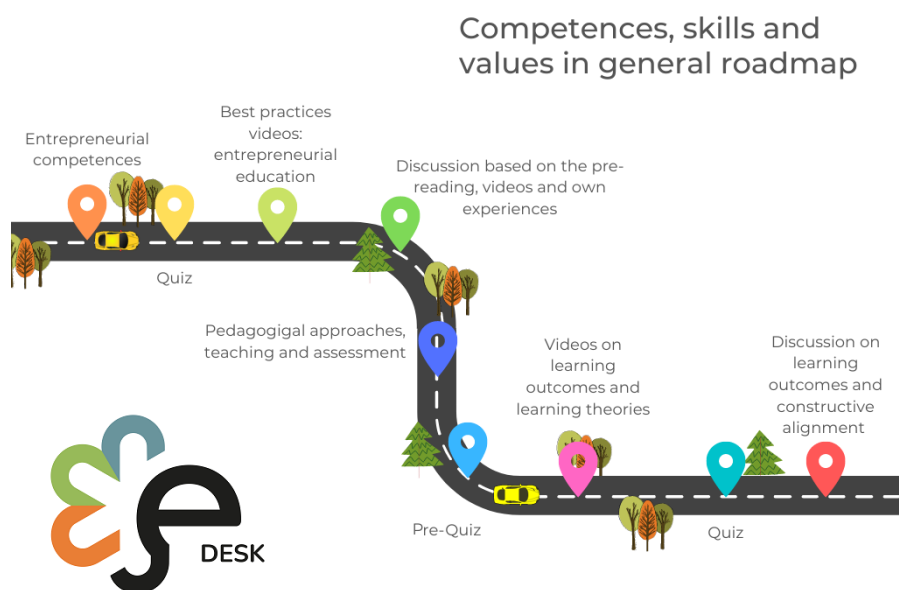 Competences, skills and
values in general roadmap
Entrepreneurial
competences
Best practices
videos:
entrepreneurial
education
Discussion based on the pre-
reading, videos and own
experiences
Quiz
Pedagogigal approaches,
teaching and assessment
Videos on
learning
outcomes and
learning theories
Discussion on
learning
outcomes and
constructive
alignment
Pre-Quiz
Quiz
e
DESK